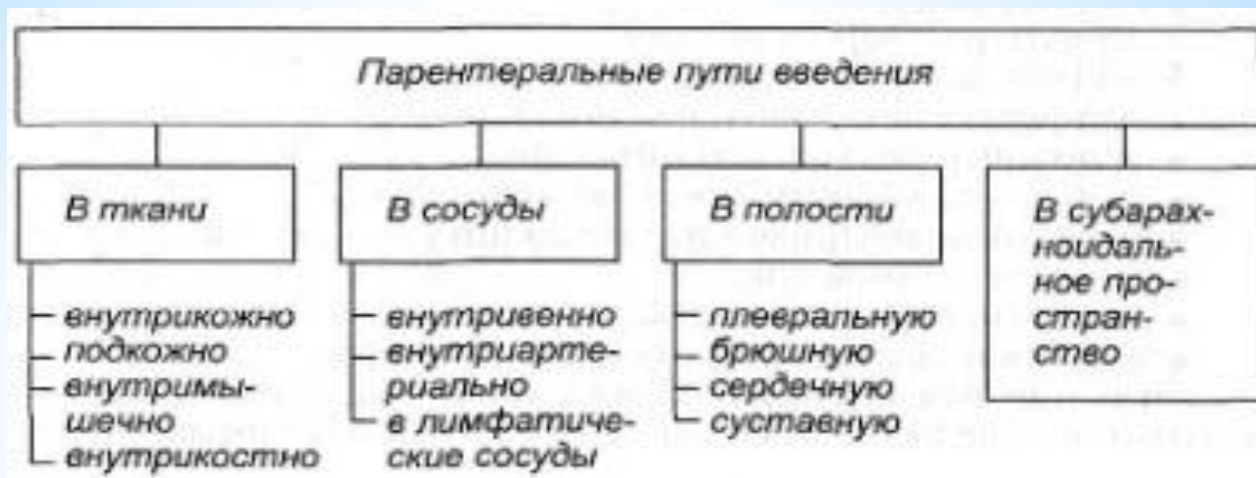 Парентеральные пути введения
В ткани
внутрикожно
подкожно
внутримы-
шечно
внутрикостно
В сосуды
внутривенно
внутриарте-
риально
в лимфатиче-
ские сосуды
В полости
плевральную
брюшную
сердечную
суставную
В субарах-
ноидаль-
ное про-
стран-
ство